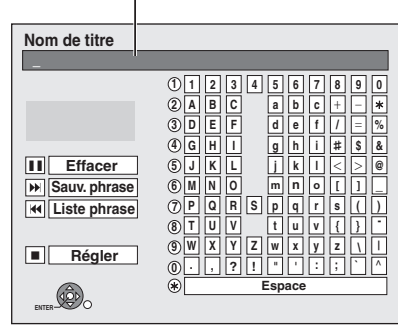 Nom de titre
_
① 1 2 3 4 5 6 7 8 9 0
② A B C a b c + − ✱
③ D E F d e f / = %
④ G H I g h i # $ &
⑤ J K L j k l < > @
⑥ M N O m n o [ ] _
⑦ P Q R S p q r s ( )
⑧ T U V t u v { } ~
⑨ W X Y Z w x y z \ |
⓪ . , ? ! " ' : ; ` ^
✱ Espace
❚❚ Effacer
▶▶❙ Sauv. phrase
❙◀◀ Liste phrase
■ Régler
ENTER